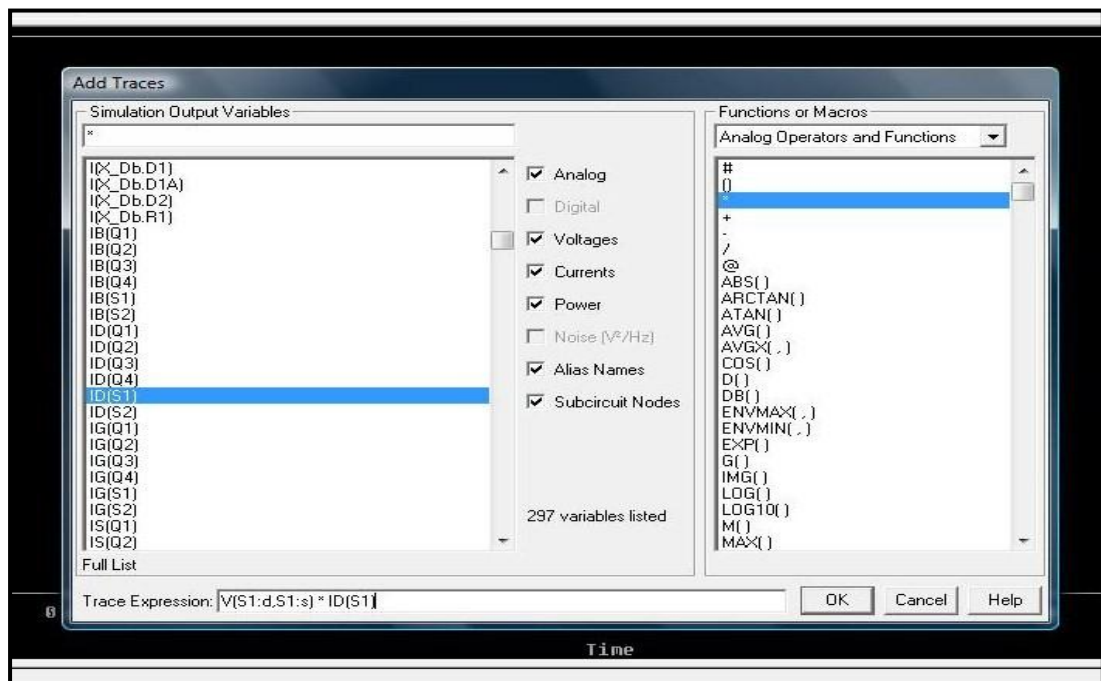 Add Traces
Simulation Output Variables
*
I(X_Db.D1)
I(X_Db.D1A)
I(X_Db.D2)
I(X_Db.R1)
IB(Q1)
IB(Q2)
IB(Q3)
IB(Q4)
IB(S1)
IB(S2)
ID(Q1)
ID(Q2)
ID(Q3)
ID(Q4)
ID(S1)
ID(S2)
IG(Q1)
IG(Q2)
IG(Q3)
IG(Q4)
IG(S1)
IG(S2)
IS(Q1)
IS(Q2)
Full List
Analog
Digital
Voltages
Currents
Power
Noise (V²/Hz)
Alias Names
Subcircuit Nodes
297 variables listed
Functions or Macros
Analog Operators and Functions
#
()
*
+
-
/
@
ABS( )
ARCTAN( )
ATAN( )
AVG( )
AVGX( , )
COS( )
D( )
DB( )
ENVMAX( , )
ENVMIN( , )
EXP( )
G( )
IMG( )
LOG( )
LOG10( )
M( )
MAX( )
Trace Expression: V(S1:d,S1:s) * ID(S1)
OK
Cancel
Help
0
Time